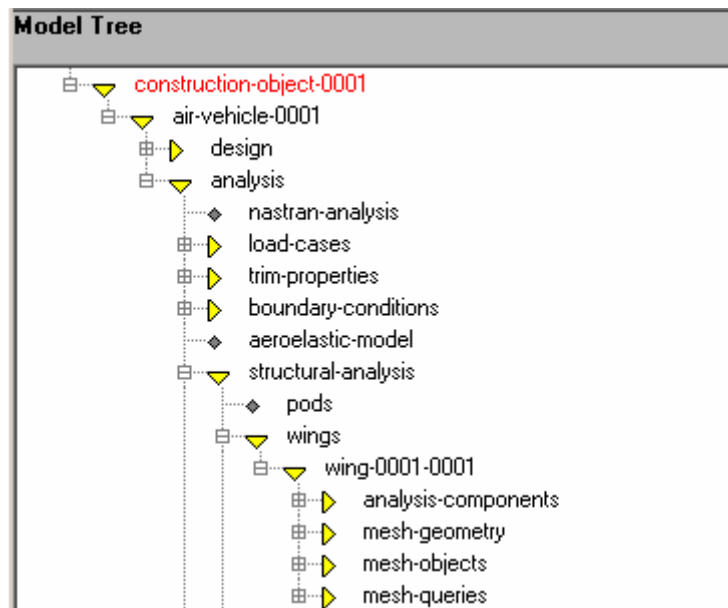 Model Tree
construction-object-0001
air-vehicle-0001
design
analysis
nastran-analysis
load-cases
trim-properties
boundary-conditions
aeroelastic-model
structural-analysis
pods
wings
wing-0001-0001
analysis-components
mesh-geometry
mesh-objects
mesh-queries